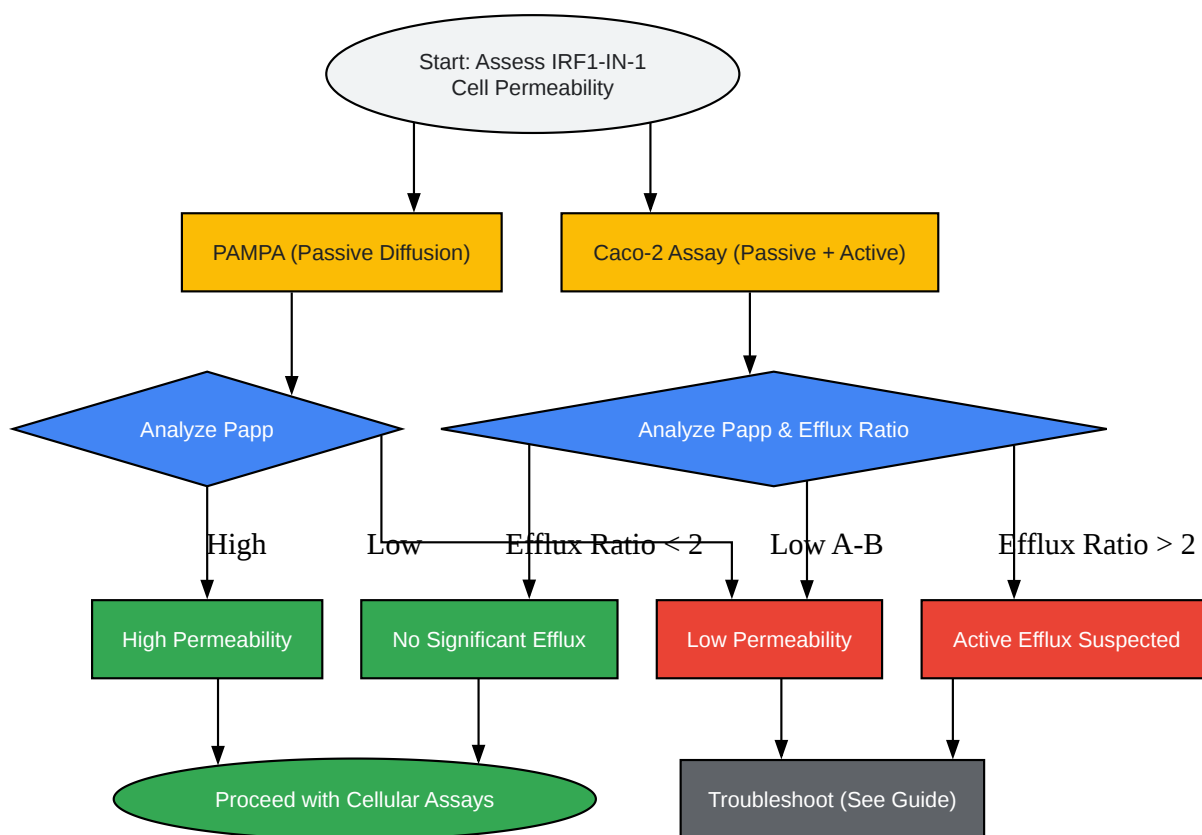 Start: Assess IRF1-IN-1
Cell Permeability
PAMPA (Passive Diffusion)
Caco-2 Assay (Passive + Active)
Analyze Papp
Analyze Papp & Efflux Ratio
High
Low
Efflux Ratio < 2
Low A-B
Efflux Ratio > 2
High Permeability
No Significant Efflux
Low Permeability
Active Efflux Suspected
Proceed with Cellular Assays
Troubleshoot (See Guide)